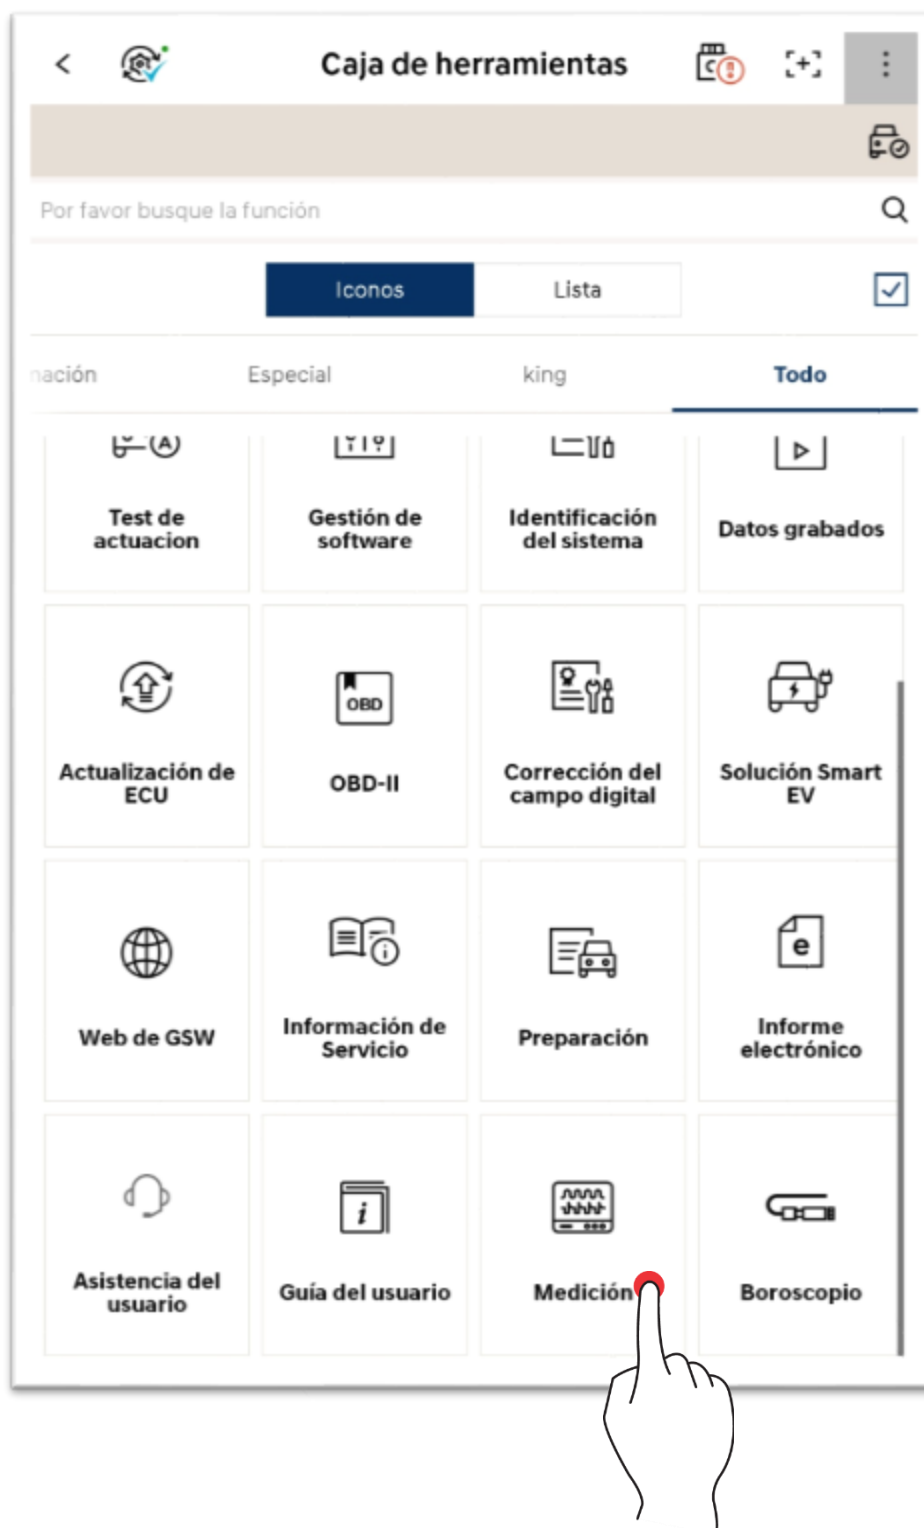 Caja de herramientas
Por favor busque la función
Iconos Lista
nación Especial king Todo
Test de
actuacion
Gestión de
software
Identificación
del sistema
Datos grabados
Actualización de
ECU
OBD
OBD-II
Corrección del
campo digital
Solución Smart
EV
Web de GSW
Información de
Servicio
Preparación
e
Informe
electrónico
Asistencia del
usuario
i
Guía del usuario
Medición
Boroscopio